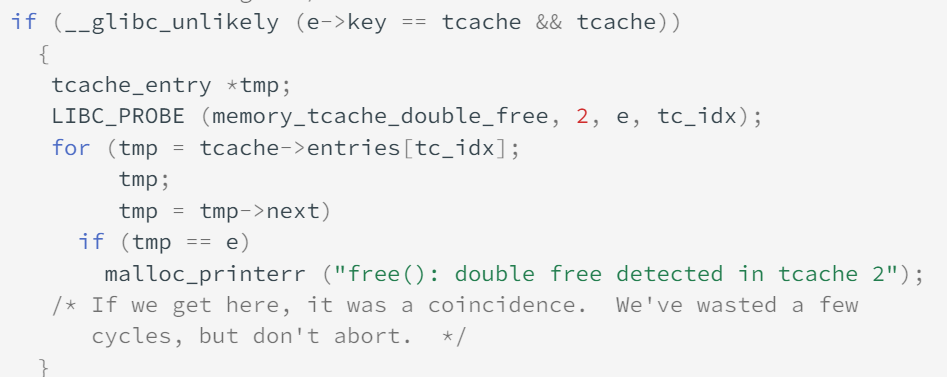 if (__glibc_unlikely (e->key == tcache && tcache))
{
tcache_entry *tmp;
LIBC_PROBE (memory_tcache_double_free, 2, e, tc_idx);
for (tmp = tcache->entries[tc_idx];
tmp;
tmp = tmp->next)
if (tmp == e)
malloc_printerr ("free(): double free detected in tcache 2");
/* If we get here, it was a coincidence.  We've wasted a few
cycles, but don't abort.  */
}